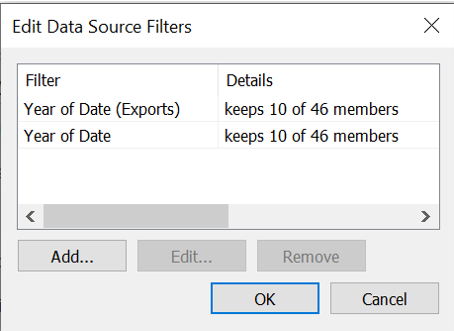 Edit Data Source Filters
Filter Details
Year of Date (Exports) keeps 10 of 46 members
Year of Date keeps 10 of 46 members
Add... Edit... Remove
OK Cancel